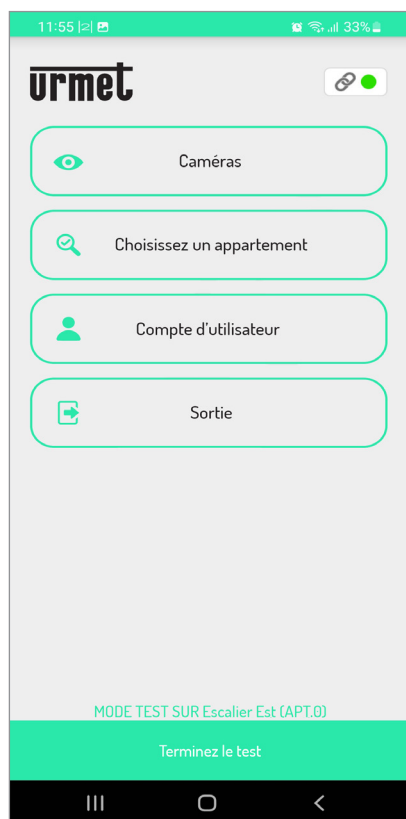 11:55 |2| 33%
urmet
Caméras
Choisissez un appartement
Compte d'utilisateur
Sortie
MODE TEST SUR Escalier Est (APT.0)
Terminez le test